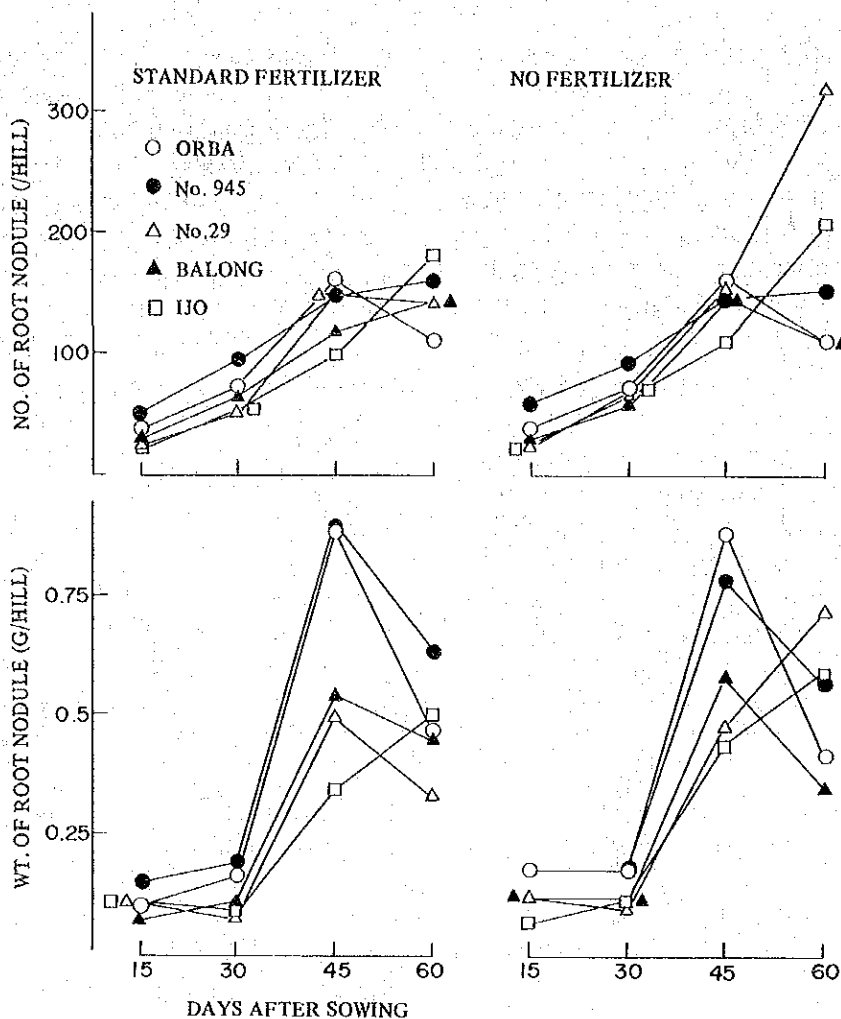 STANDARD FERTILIZER
NO FERTILIZER
NO. OF ROOT NODULE (/HILL)
300
200
100
ORBA
No. 945
No.29
BALONG
IJO
WT. OF ROOT NODULE (G/HILL)
0.75
0.5
0.25
15 30 45 60
15 30 45 60
DAYS AFTER SOWING